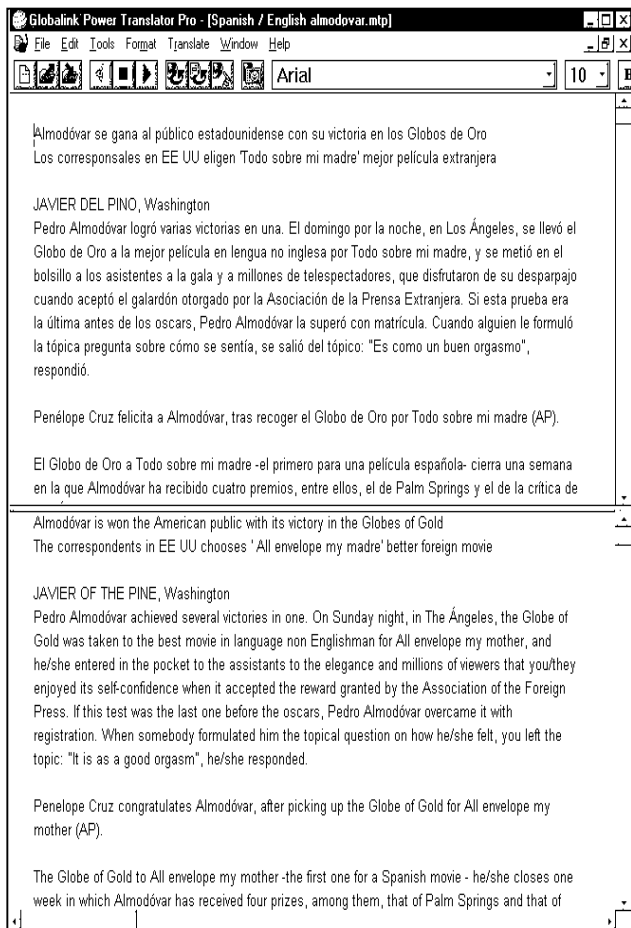 Globalink Power Translator Pro - [Spanish / English almodovar.mtp]
File Edit Tools Format Translate Window Help
Arial 10
Almodóvar se gana al público estadounidense con su victoria en los Globos de Oro
Los corresponsales en EE UU eligen 'Todo sobre mi madre' mejor película extranjera
JAVIER DEL PINO, Washington
Pedro Almodóvar logró varias victorias en una. El domingo por la noche, en Los Ángeles, se llevó el
Globo de Oro a la mejor película en lengua no inglesa por Todo sobre mi madre, y se metió en el
bolsillo a los asistentes a la gala y a millones de telespectadores, que disfrutaron de su desparpajo
cuando aceptó el galardón otorgado por la Asociación de la Prensa Extranjera. Si esta prueba era
la última antes de los oscars, Pedro Almodóvar la superó con matrícula. Cuando alguien le formuló
la tópica pregunta sobre cómo se sentía, se salió del tópico: "Es como un buen orgasmo",
respondió.
Penélope Cruz felicita a Almodóvar, tras recoger el Globo de Oro por Todo sobre mi madre (AP).
El Globo de Oro a Todo sobre mi madre -el primero para una película española- cierra una semana
en la que Almodóvar ha recibido cuatro premios, entre ellos, el de Palm Springs y el de la crítica de
Almodóvar is won the American public with its victory in the Globes of Gold
The correspondents in EE UU chooses ' All envelope my madre' better foreign movie
JAVIER OF THE PINE, Washington
Pedro Almodóvar achieved several victories in one. On Sunday night, in The Ángeles, the Globe of
Gold was taken to the best movie in language non Englishman for All envelope my mother, and
he/she entered in the pocket to the assistants to the elegance and millions of viewers that you/they
enjoyed its self-confidence when it accepted the reward granted by the Association of the Foreign
Press. If this test was the last one before the oscars, Pedro Almodóvar overcame it with
registration. When somebody formulated him the topical question on how he/she felt, you left the
topic: "It is as a good orgasm", he/she responded.
Penelope Cruz congratulates Almodóvar, after picking up the Globe of Gold for All envelope my
mother (AP).
The Globe of Gold to All envelope my mother -the first one for a Spanish movie - he/she closes one
week in which Almodóvar has received four prizes, among them, that of Palm Springs and that of